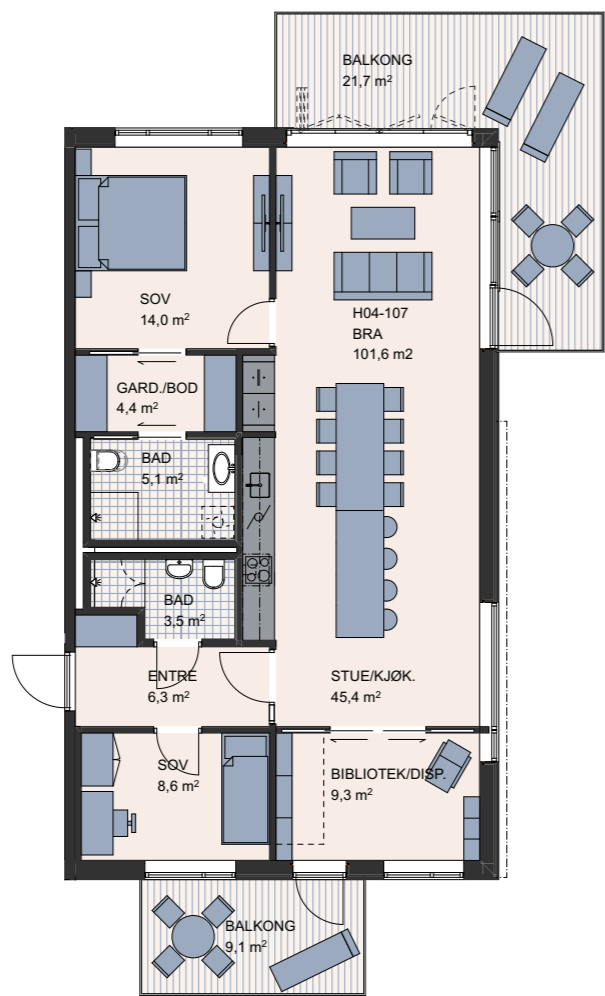 BALKONG
21,7 m²
SOV
14,0 m²
H04-107
BRA
101,6 m2
GARD./BOD
4,4 m²
BAD
5,1 m²
BAD
3,5 m²
ENTRE
6,3 m²
STUE/KJØK.
45,4 m²
SOV
8,6 m²
BIBLIOTEK/DISP.
9,3 m²
BALKONG
9,1 m²